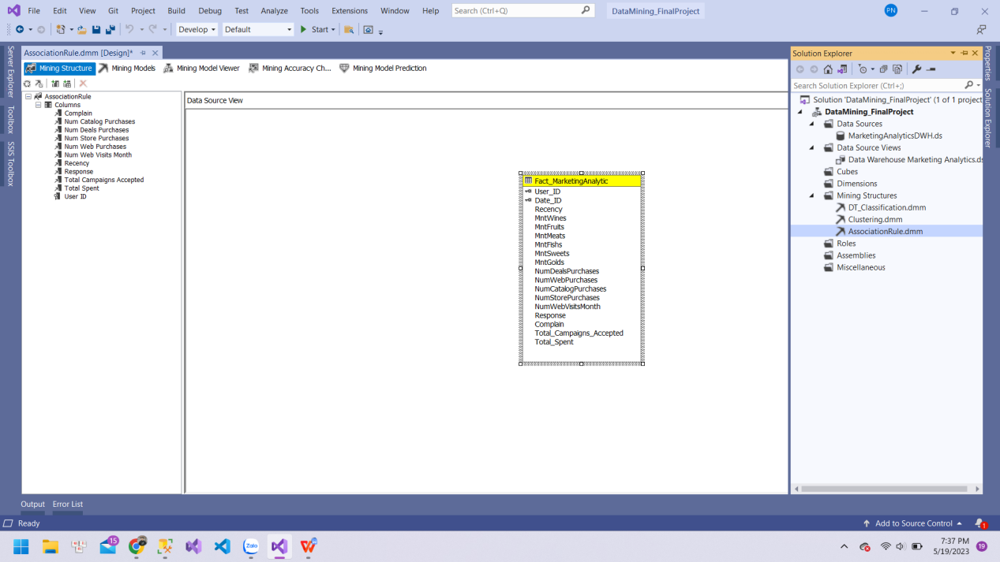 File Edit View Git Project Build Debug Test Analyze Tools Extensions Window Help Search (Ctrl+Q) DataMining_FinalProject PN
Develop Default Start
AssociationRule.dmm [Design]*
Mining Structure Mining Models Mining Model Viewer Mining Accuracy Ch... Mining Model Prediction
Server Explorer
Toolbox
SSIS Toolbox
AssociationRule
Columns
Complain
Num Catalog Purchases
Num Deals Purchases
Num Store Purchases
Num Web Purchases
Num Web Visits Month
Recency
Response
Total Campaigns Accepted
Total Spent
User ID
Data Source View
Fact_MarketingAnalytic
User_ID
Date_ID
Recency
MntWines
MntFruits
MntMeats
MntFishs
MntSweets
MntGolds
NumDealsPurchases
NumWebPurchases
NumCatalogPurchases
NumStorePurchases
NumWebVisitsMonth
Response
Complain
Total_Campaigns_Accepted
Total_Spent
Solution Explorer
Search Solution Explorer (Ctrl+;)
Solution 'DataMining_FinalProject' (1 of 1 project
DataMining_FinalProject
Data Sources
MarketingAnalyticsDWH.ds
Data Source Views
Data Warehouse Marketing Analytics.ds
Cubes
Dimensions
Mining Structures
DT_Classification.dmm
Clustering.dmm
AssociationRule.dmm
Roles
Assemblies
Miscellaneous
Properties
Solution Explorer
Output Error List
Ready Add to Source Control 1
15 Zalo 7:37 PM
5/19/2023 19